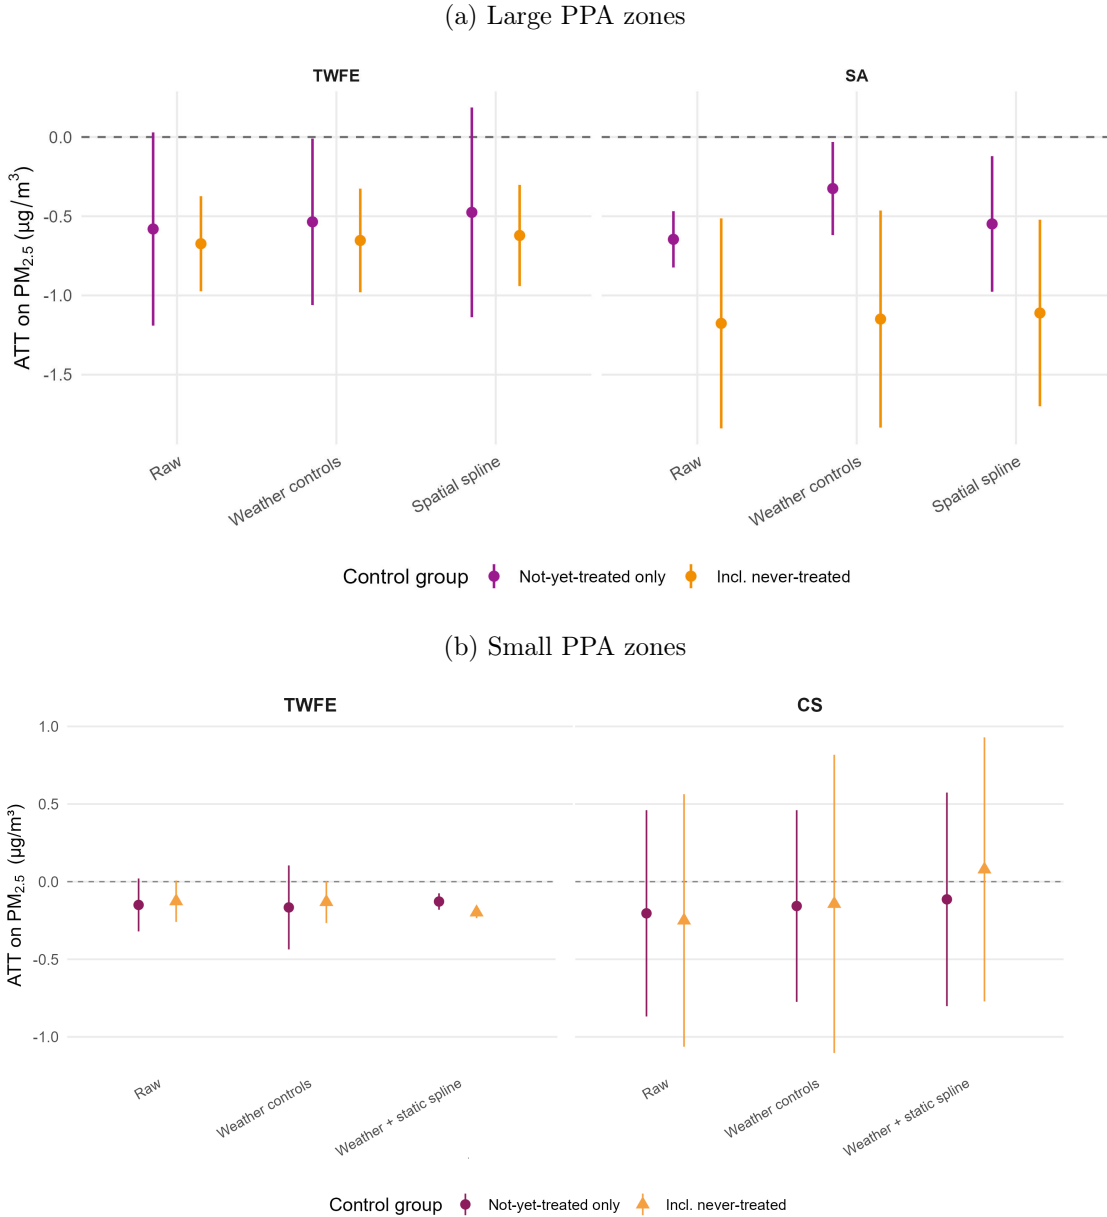 (a) Large PPA zones
TWFE
SA
ATT on PM2.5 (µg/m³)
0.0
-0.5
-1.0
-1.5
Raw
Weather controls
Spatial spline
Raw
Weather controls
Spatial spline
Control group Not-yet-treated only Incl. never-treated
(b) Small PPA zones
TWFE
CS
ATT on PM2.5 (µg/m³)
1.0
0.5
0.0
-0.5
-1.0
Raw
Weather controls
Weather + static spline
Raw
Weather controls
Weather + static spline
Control group Not-yet-treated only Incl. never-treated